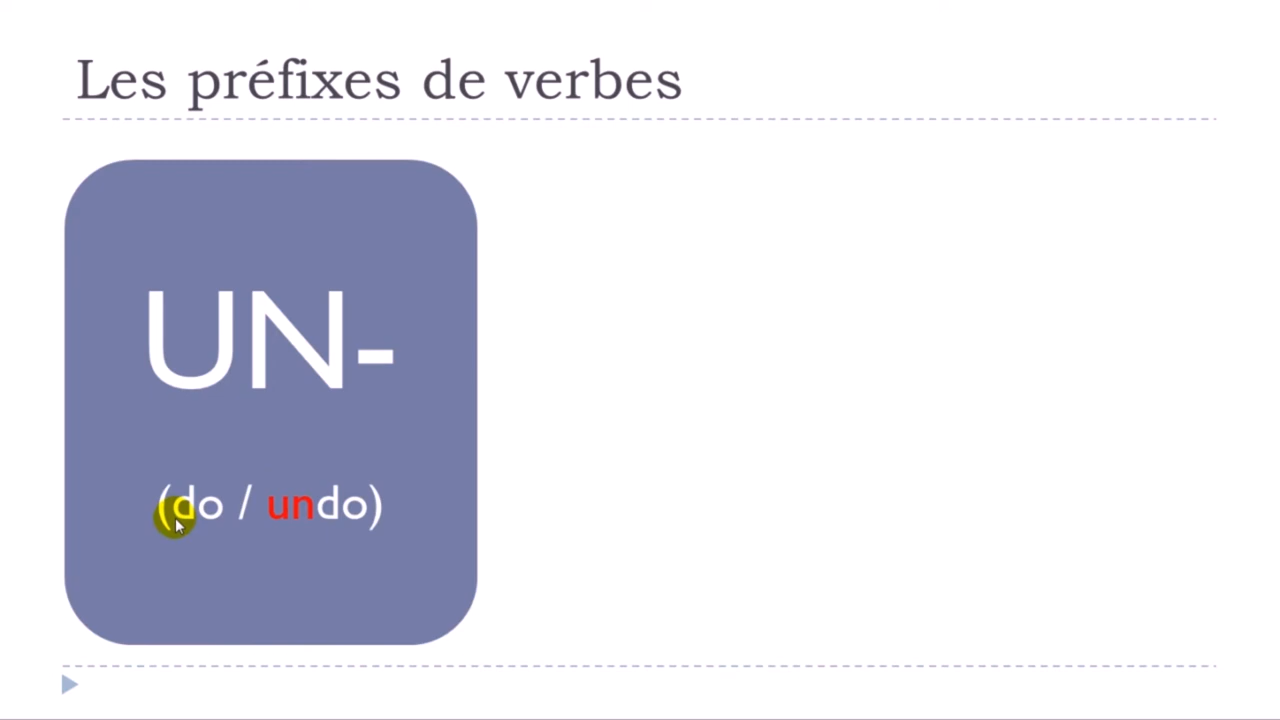 Les préfixes de verbes
UN-
(do / undo)